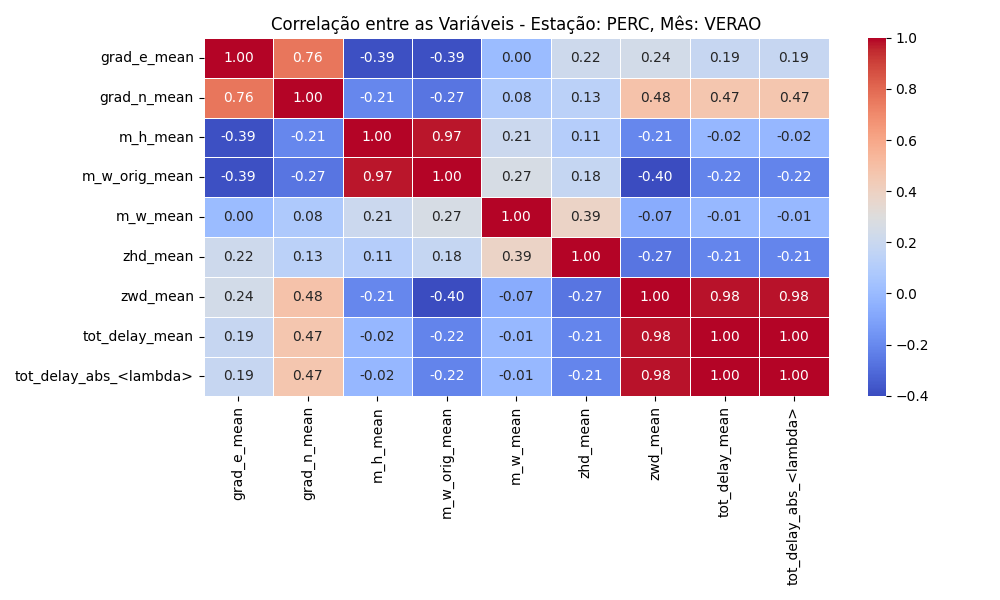 Correlação entre as Variáveis - Estação: PERC, Mês: VERAO
grad_e_mean 1.00 0.76 -0.39 -0.39 0.00 0.22 0.24 0.19 0.19
grad_n_mean 0.76 1.00 -0.21 -0.27 0.08 0.13 0.48 0.47 0.47
m_h_mean -0.39 -0.21 1.00 0.97 0.21 0.11 -0.21 -0.02 -0.02
m_w_orig_mean -0.39 -0.27 0.97 1.00 0.27 0.18 -0.40 -0.22 -0.22
m_w_mean 0.00 0.08 0.21 0.27 1.00 0.39 -0.07 -0.01 -0.01
zhd_mean 0.22 0.13 0.11 0.18 0.39 1.00 -0.27 -0.21 -0.21
zwd_mean 0.24 0.48 -0.21 -0.40 -0.07 -0.27 1.00 0.98 0.98
tot_delay_mean 0.19 0.47 -0.02 -0.22 -0.01 -0.21 0.98 1.00 1.00
tot_delay_abs_<lambda> 0.19 0.47 -0.02 -0.22 -0.01 -0.21 0.98 1.00 1.00
grad_e_mean
grad_n_mean
m_h_mean
m_w_orig_mean
m_w_mean
zhd_mean
zwd_mean
tot_delay_mean
tot_delay_abs_<lambda>
1.0
0.8
0.6
0.4
0.2
0.0
−0.2
−0.4